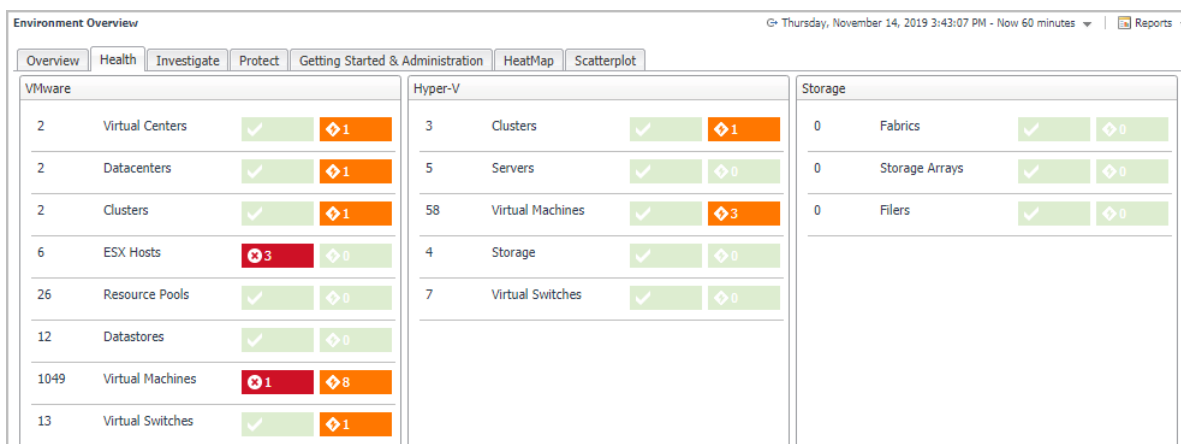 Environment Overview
Thursday, November 14, 2019 3:43:07 PM - Now 60 minutes
Reports
Overview
Health
Investigate
Protect
Getting Started & Administration
HeatMap
Scatterplot
VMware
2 Virtual Centers 1
2 Datacenters 1
2 Clusters 1
6 ESX Hosts 3 0
26 Resource Pools 0
12 Datastores 0
1049 Virtual Machines 1 8
13 Virtual Switches 1
Hyper-V
3 Clusters 1
5 Servers 0
58 Virtual Machines 3
4 Storage 0
7 Virtual Switches 0
Storage
0 Fabrics 0
0 Storage Arrays 0
0 Filers 0